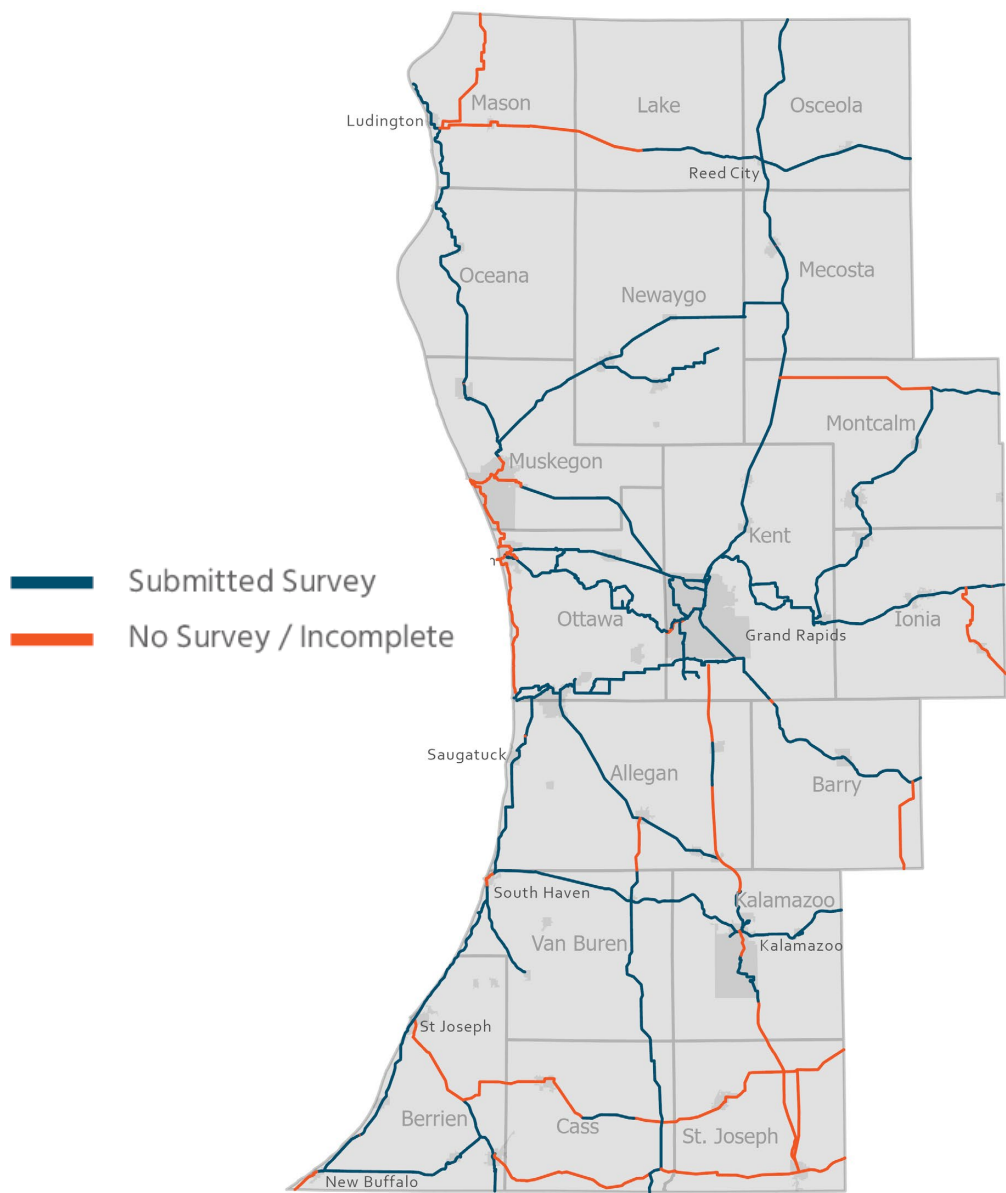 Mason
Lake
Osceola
Ludington
Reed City
Oceana
Newaygo
Mecosta
Montcalm
Muskegon
Kent
Submitted Survey
No Survey / Incomplete
Ottawa
Grand Rapids
Ionia
Saugatuck
Allegan
Barry
South Haven
Kalamazoo
Van Buren
Kalamazoo
St Joseph
Berrien
Cass
St. Joseph
New Buffalo